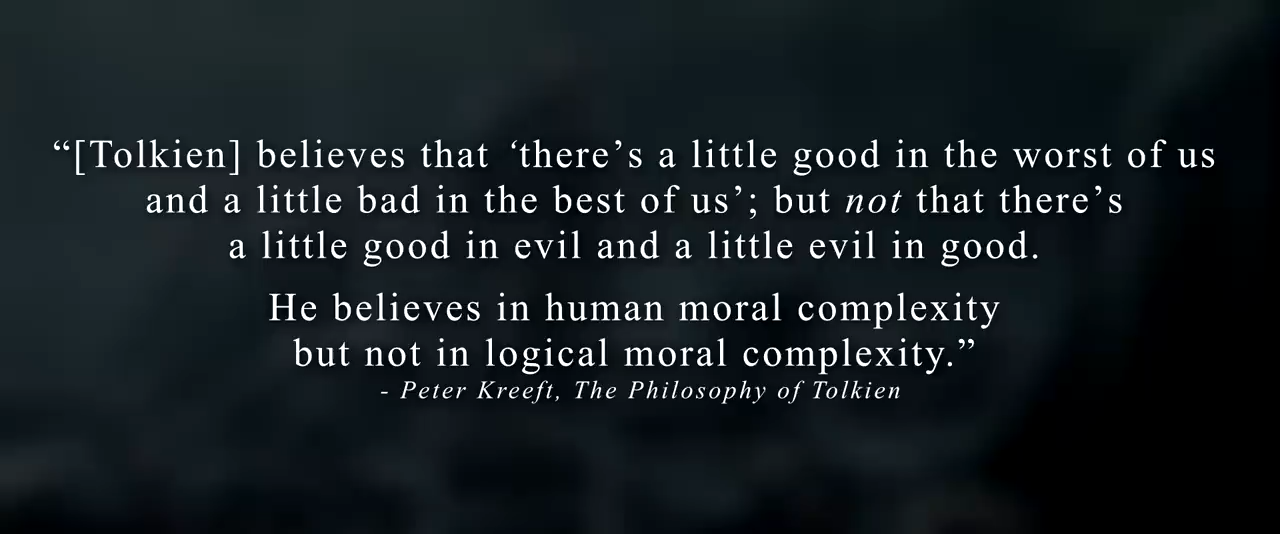 “[Tolkien] believes that ‘there’s a little good in the worst of us
and a little bad in the best of us’; but not that there’s
a little good in evil and a little evil in good.
He believes in human moral complexity
but not in logical moral complexity.”
- Peter Kreeft, The Philosophy of Tolkien